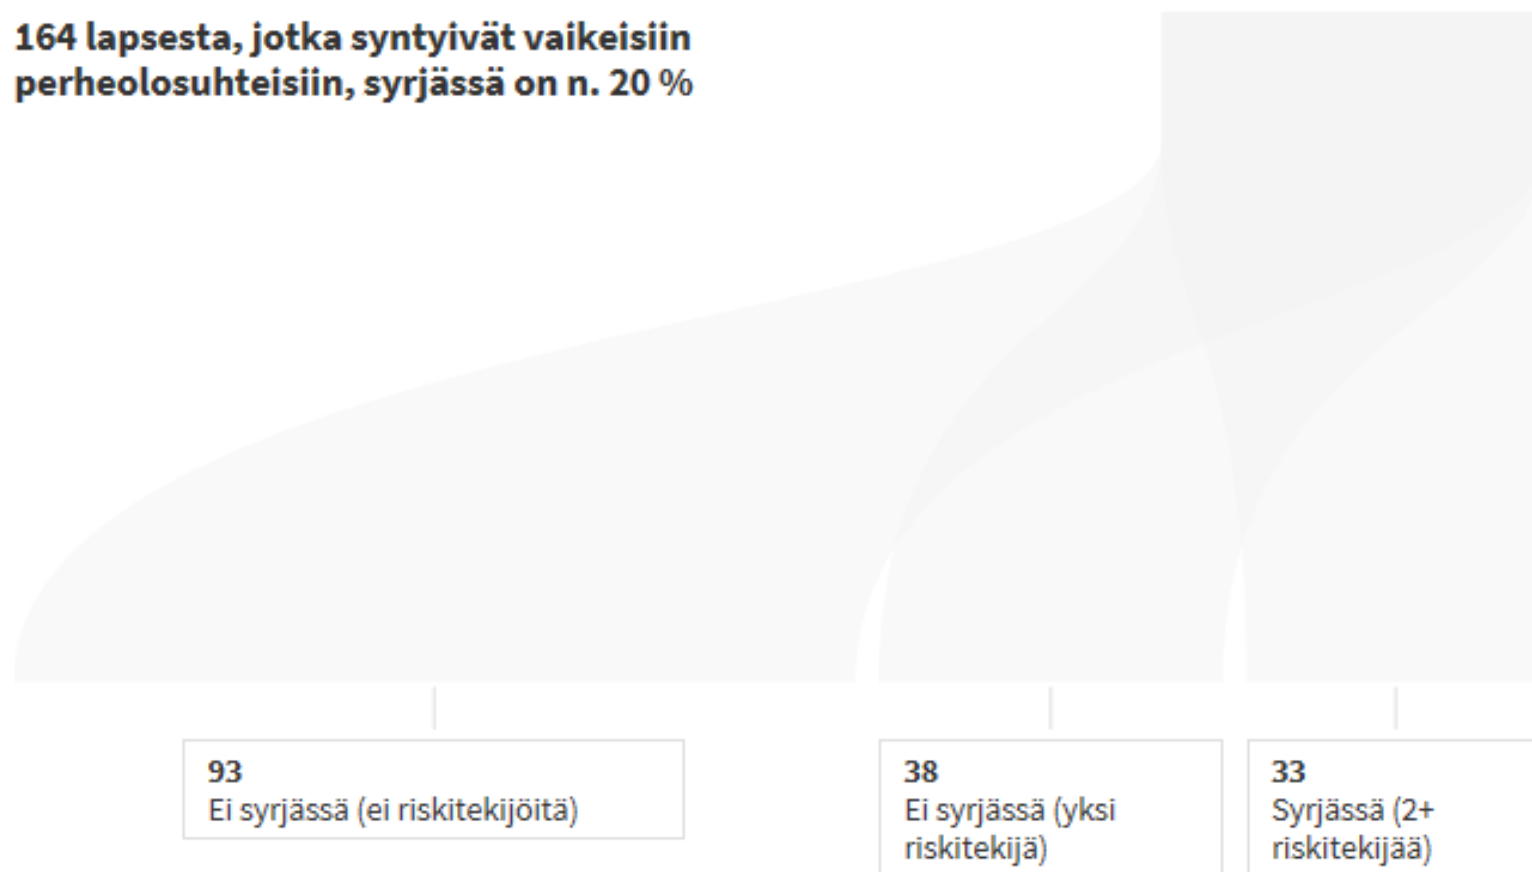 164 lapsesta, jotka syntyivät vaikeisiin
perheolosuhteisiin, syrjässä on n. 20 %
93
Ei syrjässä (ei riskitekijöitä)
38
Ei syrjässä (yksi
riskitekijä)
33
Syrjässä (2+
riskitekijää)